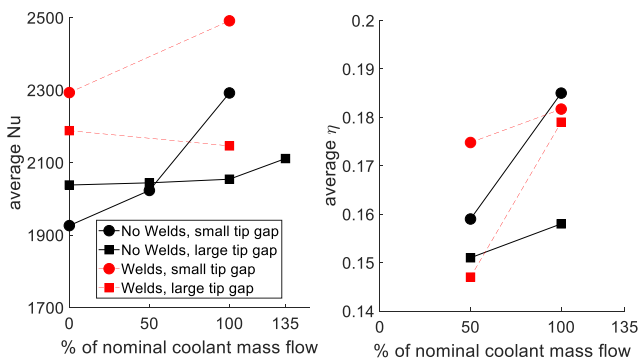 2500
2300
2100
1900
1700
average Nu
No Welds, small tip gap
No Welds, large tip gap
Welds, small tip gap
Welds, large tip gap
0 50 100 135
% of nominal coolant mass flow
0.2
0.19
0.18
0.17
0.16
0.15
0.14
average η
0 50 100 135
% of nominal coolant mass flow